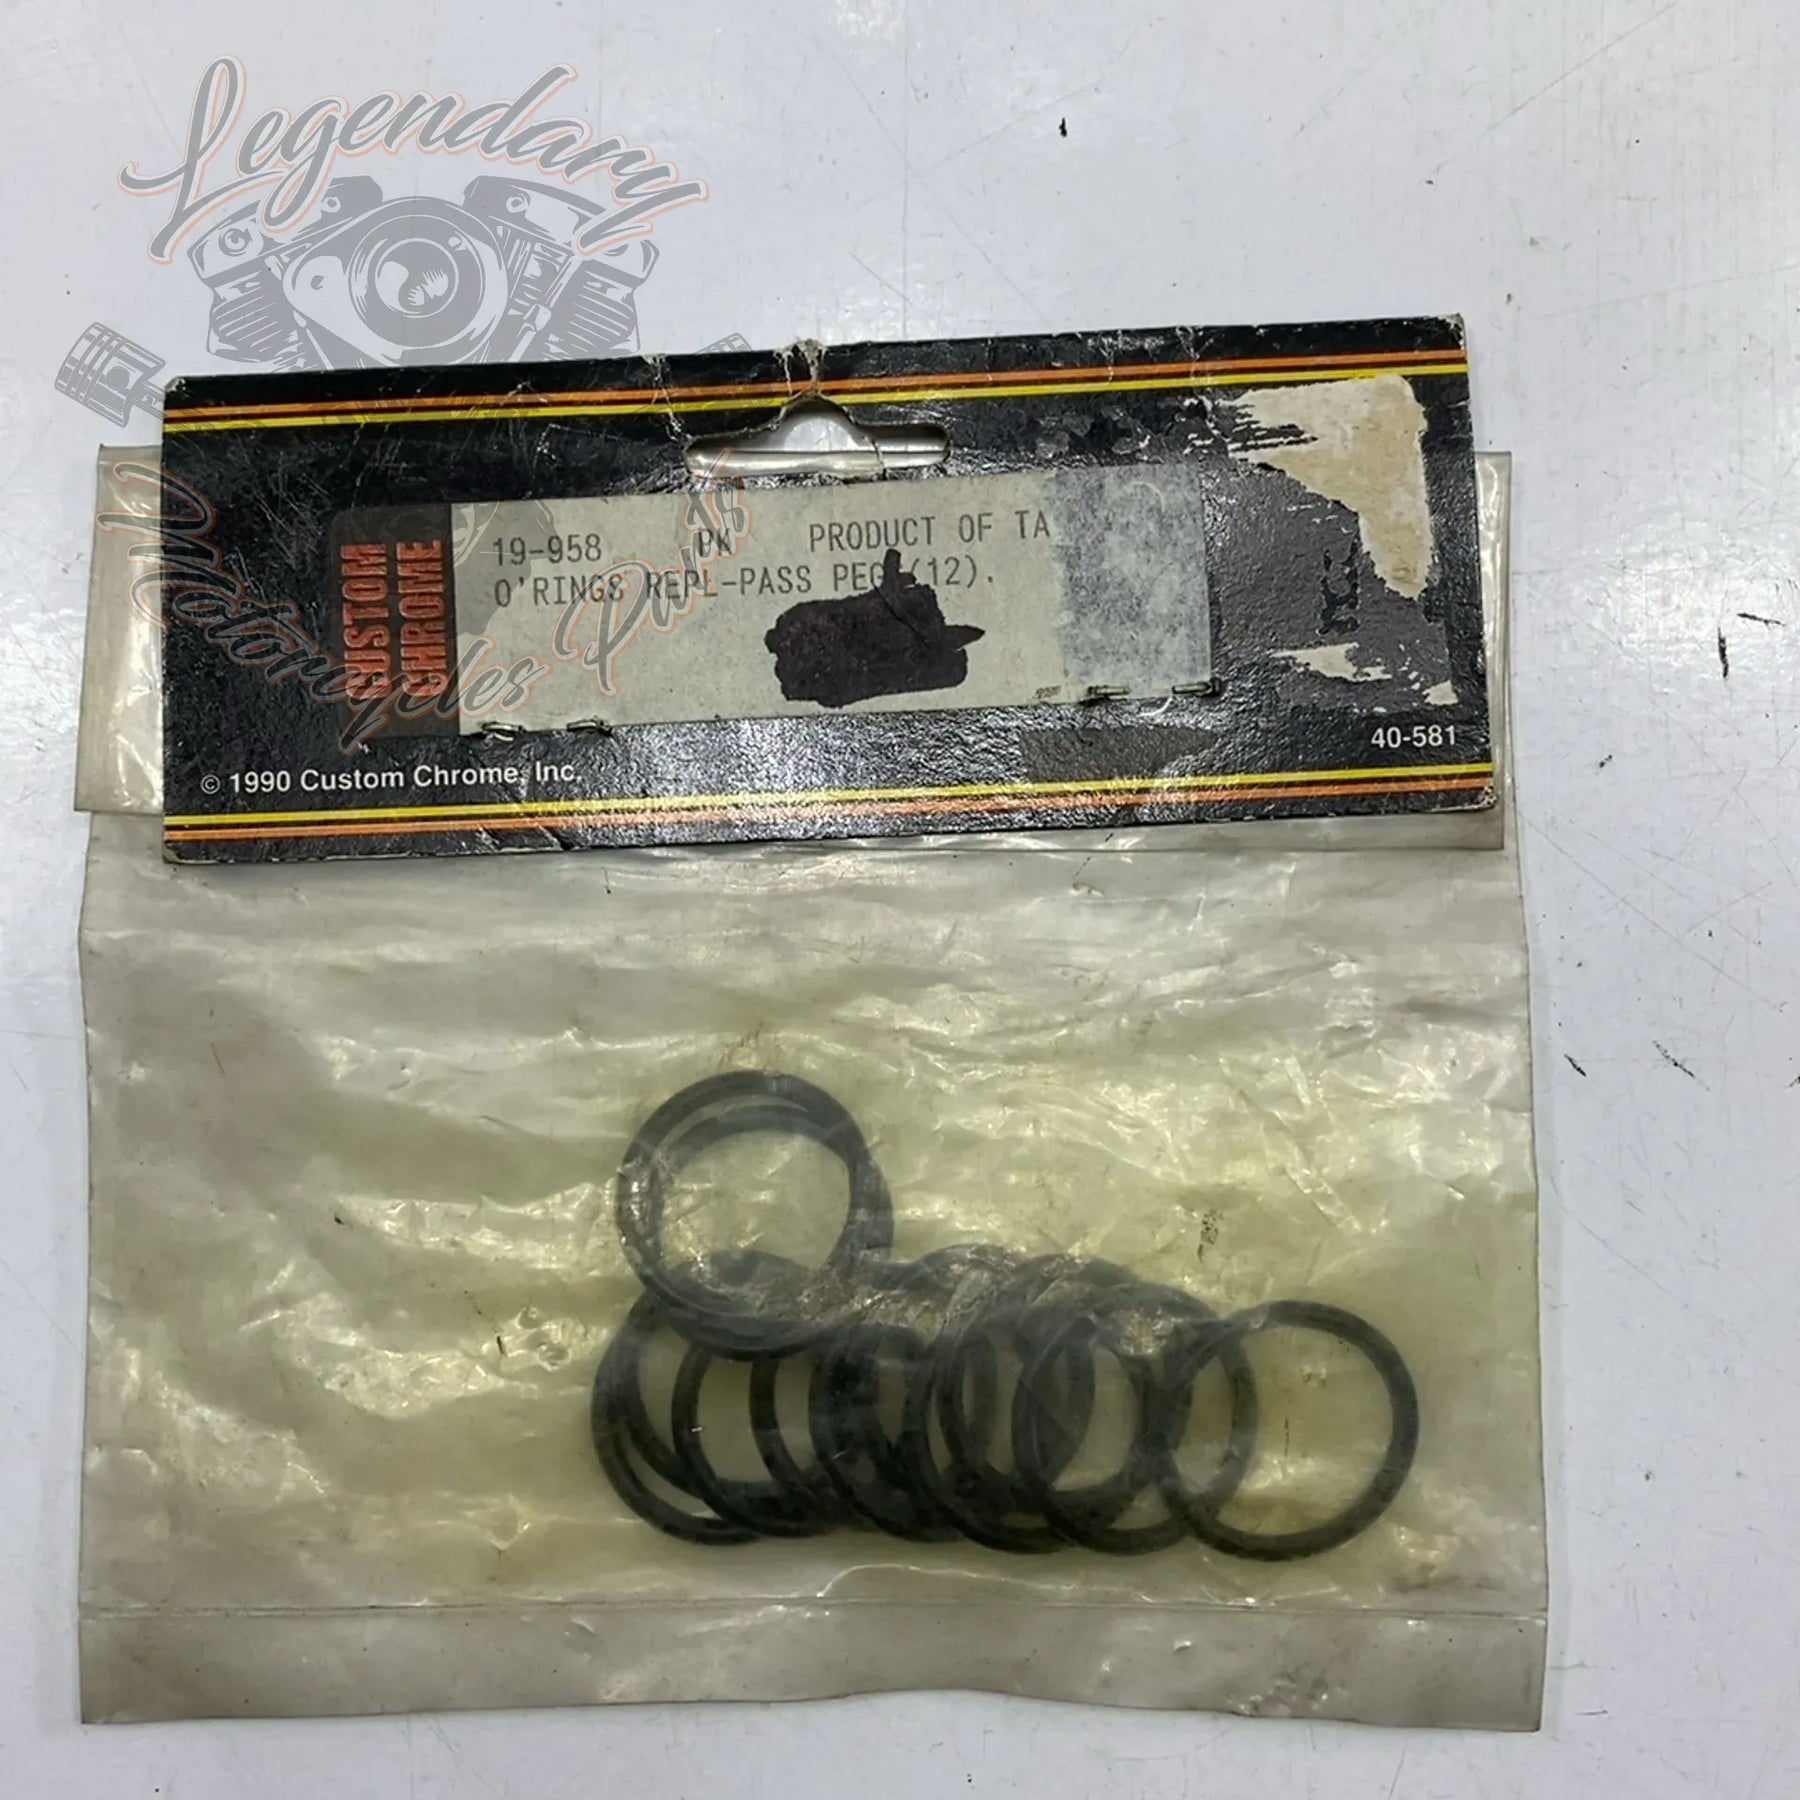 Legendary
Motorcycles Parts
CUSTOM
CHROME
19-958 PK PRODUCT OF TA
O'RINGS REPL-PASS PEG (12).
40-581
© 1990 Custom Chrome, Inc.